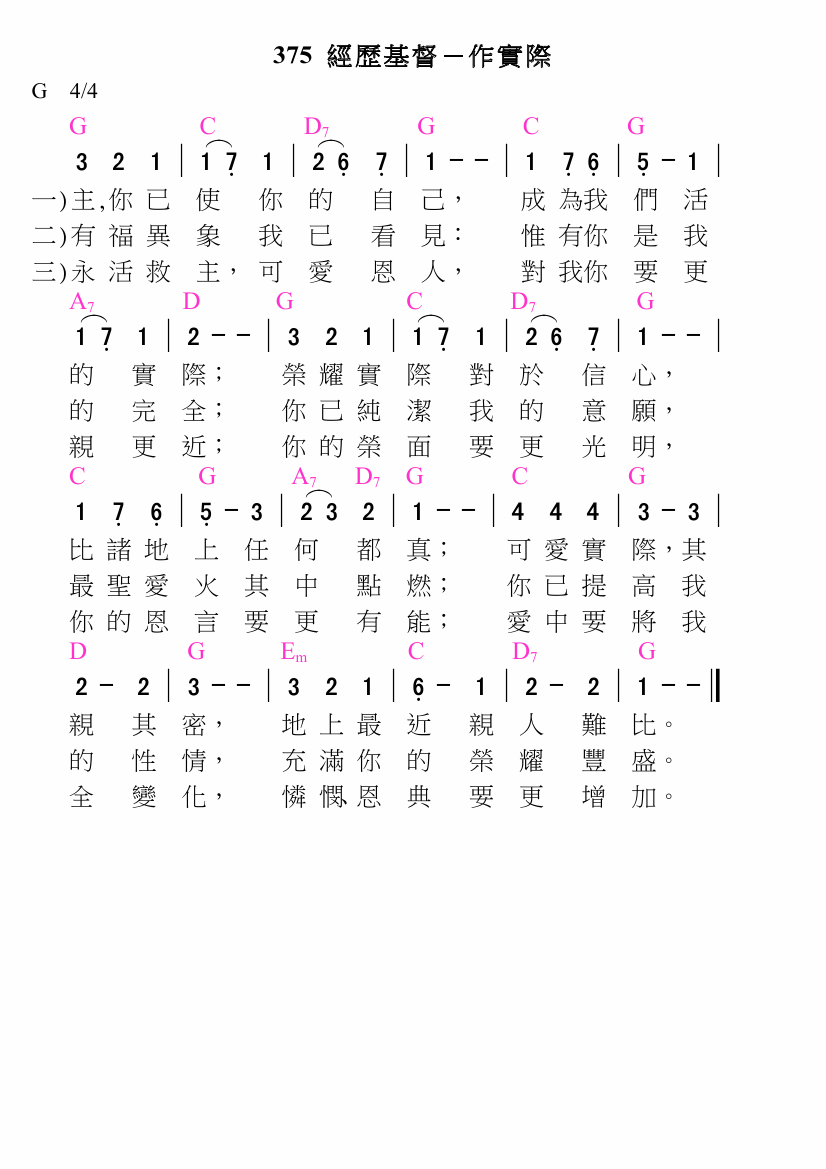 375 經歷基督－作實際
G 4/4
G C D7 G C G
3 2 1 | 1 7̣ 1 | 2 6̣ 7̣ | 1 - - | 1 7̣ 6̣ | 5̣ - 1 |
一)主,你已使你的自己，成為我們活
二)有福異象我已看見：惟有你是我
三)永活救主，可愛恩人，對我你要更
A7 D G C D7 G
1 7̣ 1 | 2 - - | 3 2 1 | 1 7̣ 1 | 2 6̣ 7̣ | 1 - - |
的實際；榮耀實際對於信心，
的完全；你已純潔我的意願，
親更近；你的榮面要更光明，
C G A7 D7 G C G
1 7̣ 6̣ | 5̣ - 3 | 2 3 2 | 1 - - | 4 4 4 | 3 - 3 |
比諸地上任何都真；可愛實際，其
最聖愛火其中點燃；你已提高我
你的恩言要更有能；愛中要將我
D G Em C D7 G
2 - 2 | 3 - - | 3 2 1 | 6̣ - 1 | 2 - 2 | 1 - - ‖
親其密，地上最近親人難比。
的性情，充滿你的榮耀豐盛。
全變化，憐憫、恩典要更增加。